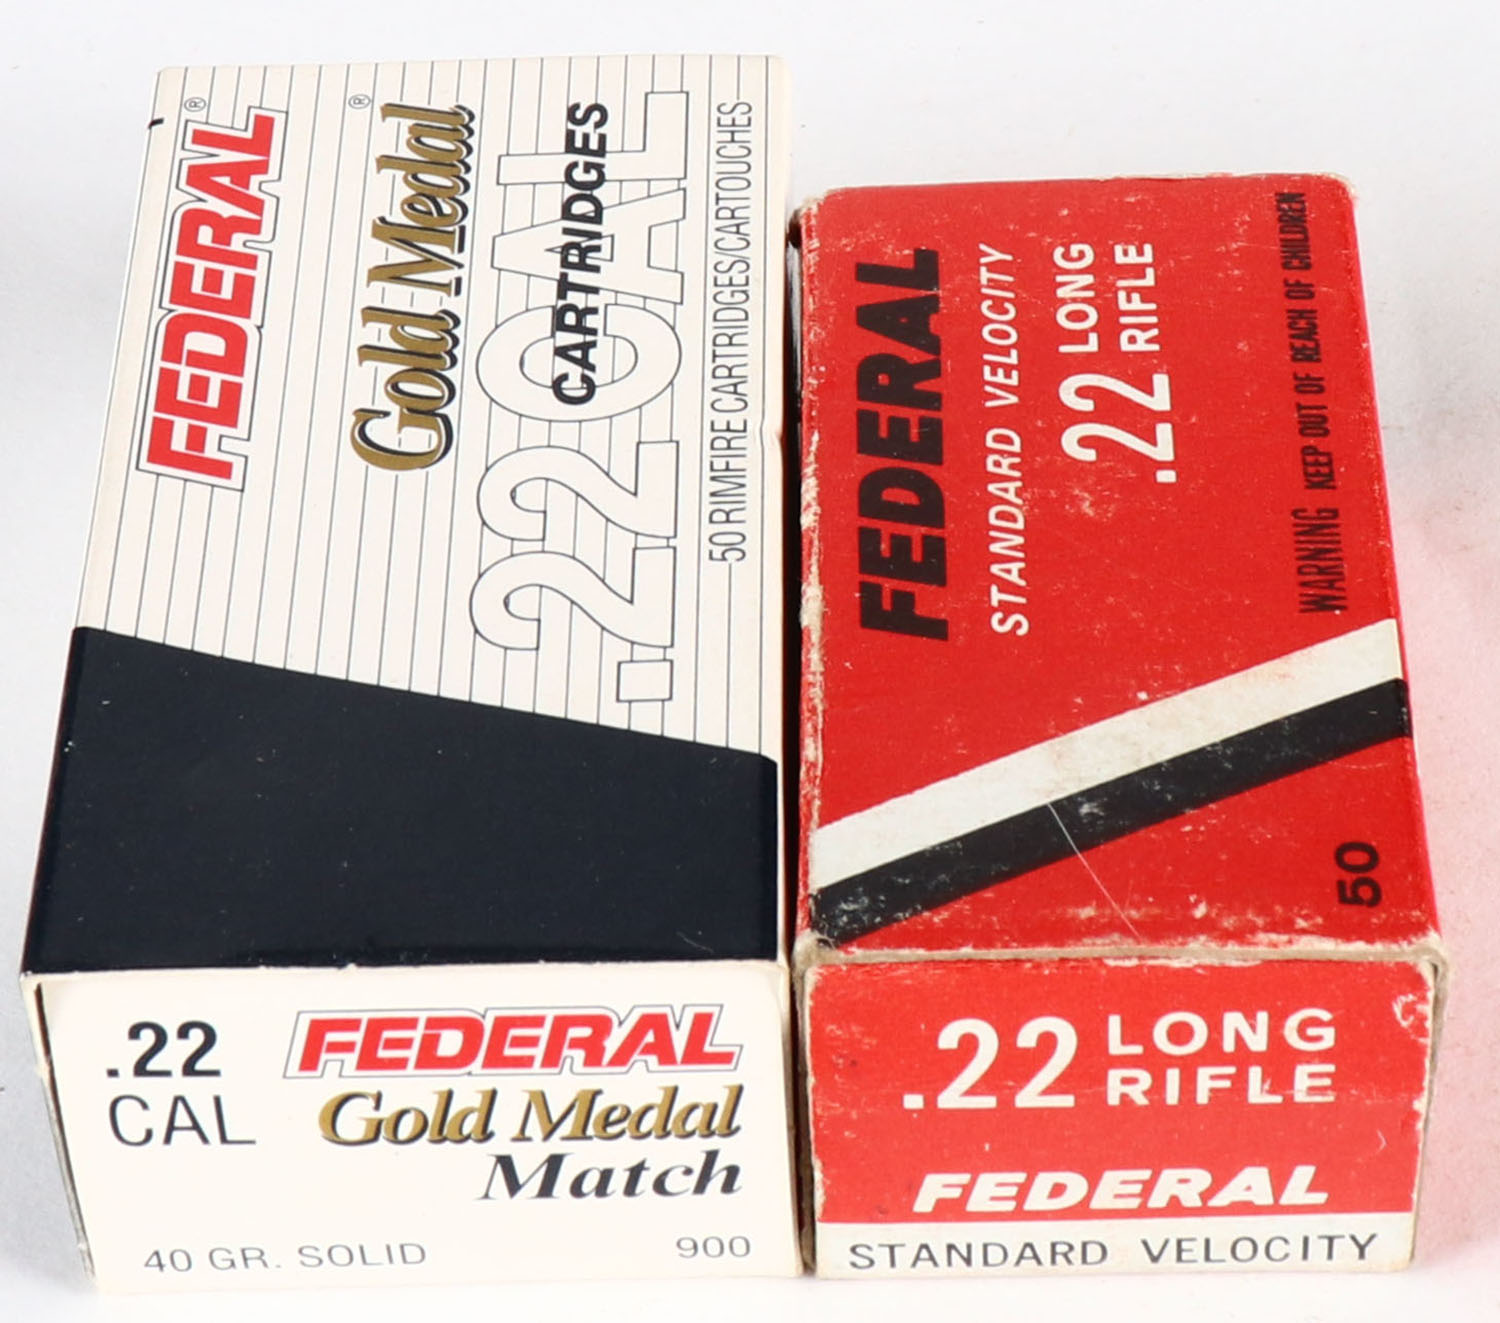 FEDERAL®
Gold Medal®
.22 CAL
CARTRIDGES
50 RIMFIRE CARTRIDGES/CARTOUCHES
.22
CAL
FEDERAL
Gold Medal
Match
40 GR. SOLID
900
FEDERAL
STANDARD VELOCITY
.22 LONG
RIFLE
WARNING KEEP OUT OF REACH OF CHILDREN
50
.22 LONG
RIFLE
FEDERAL
STANDARD VELOCITY